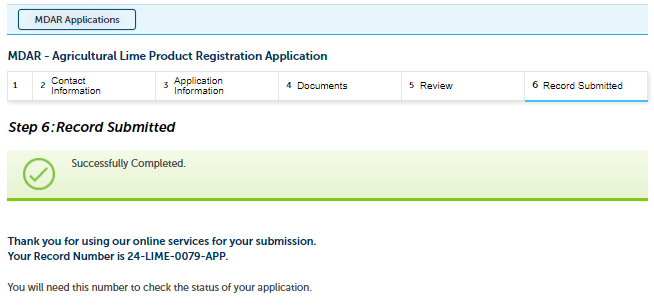 MDAR Applications
MDAR - Agricultural Lime Product Registration Application
1
2 Contact Information
3 Application Information
4 Documents
5 Review
6 Record Submitted
Step 6:Record Submitted
Successfully Completed.
Thank you for using our online services for your submission.
Your Record Number is 24-LIME-0079-APP.
You will need this number to check the status of your application.